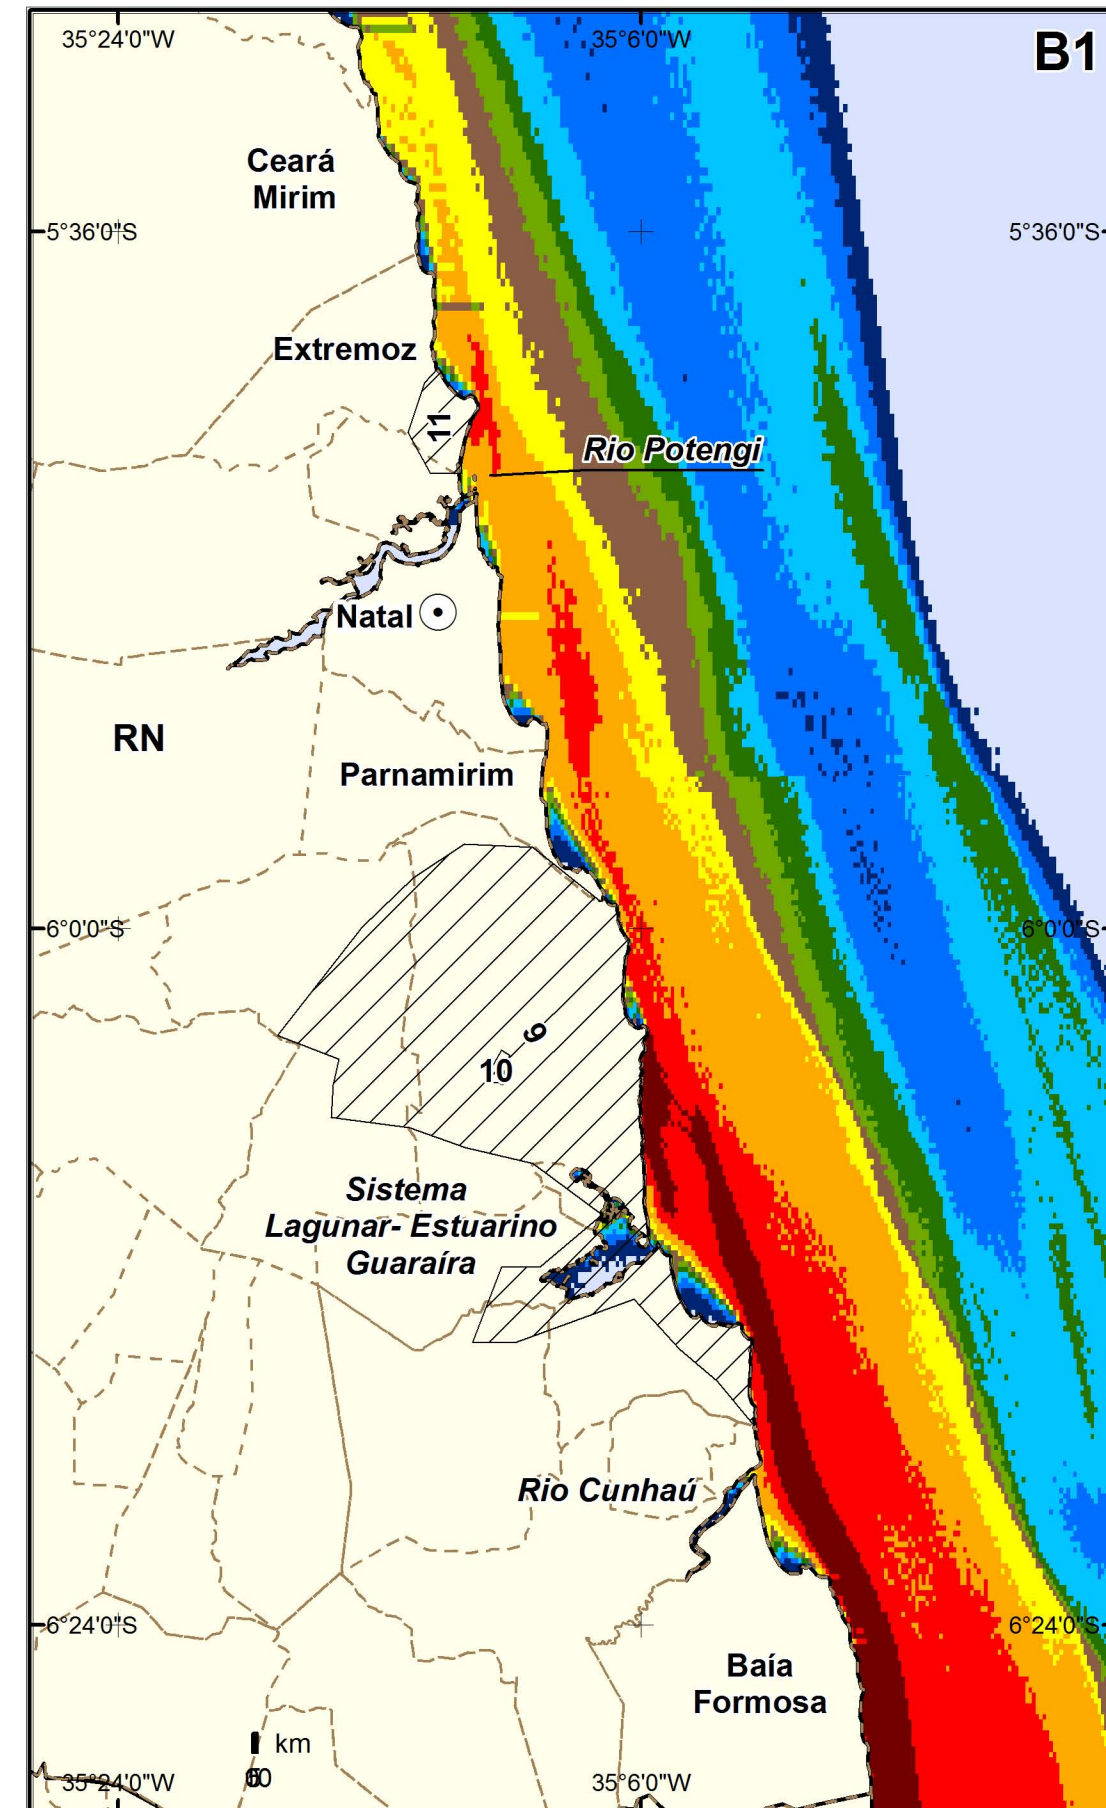 35°24'0"W
35°6'0"W
B1
Ceará
Mirim
5°36'0"S
5°36'0"S
Extremoz
11
Rio Potengi
Natal
RN
Parnamirim
6°0'0"S
6°0'0"S
9
10
Sistema
Lagunar- Estuarino
Guaraíra
Rio Cunhaú
6°24'0"S
6°24'0"S
Baía
Formosa
km
35°24'0"W
35°6'0"W